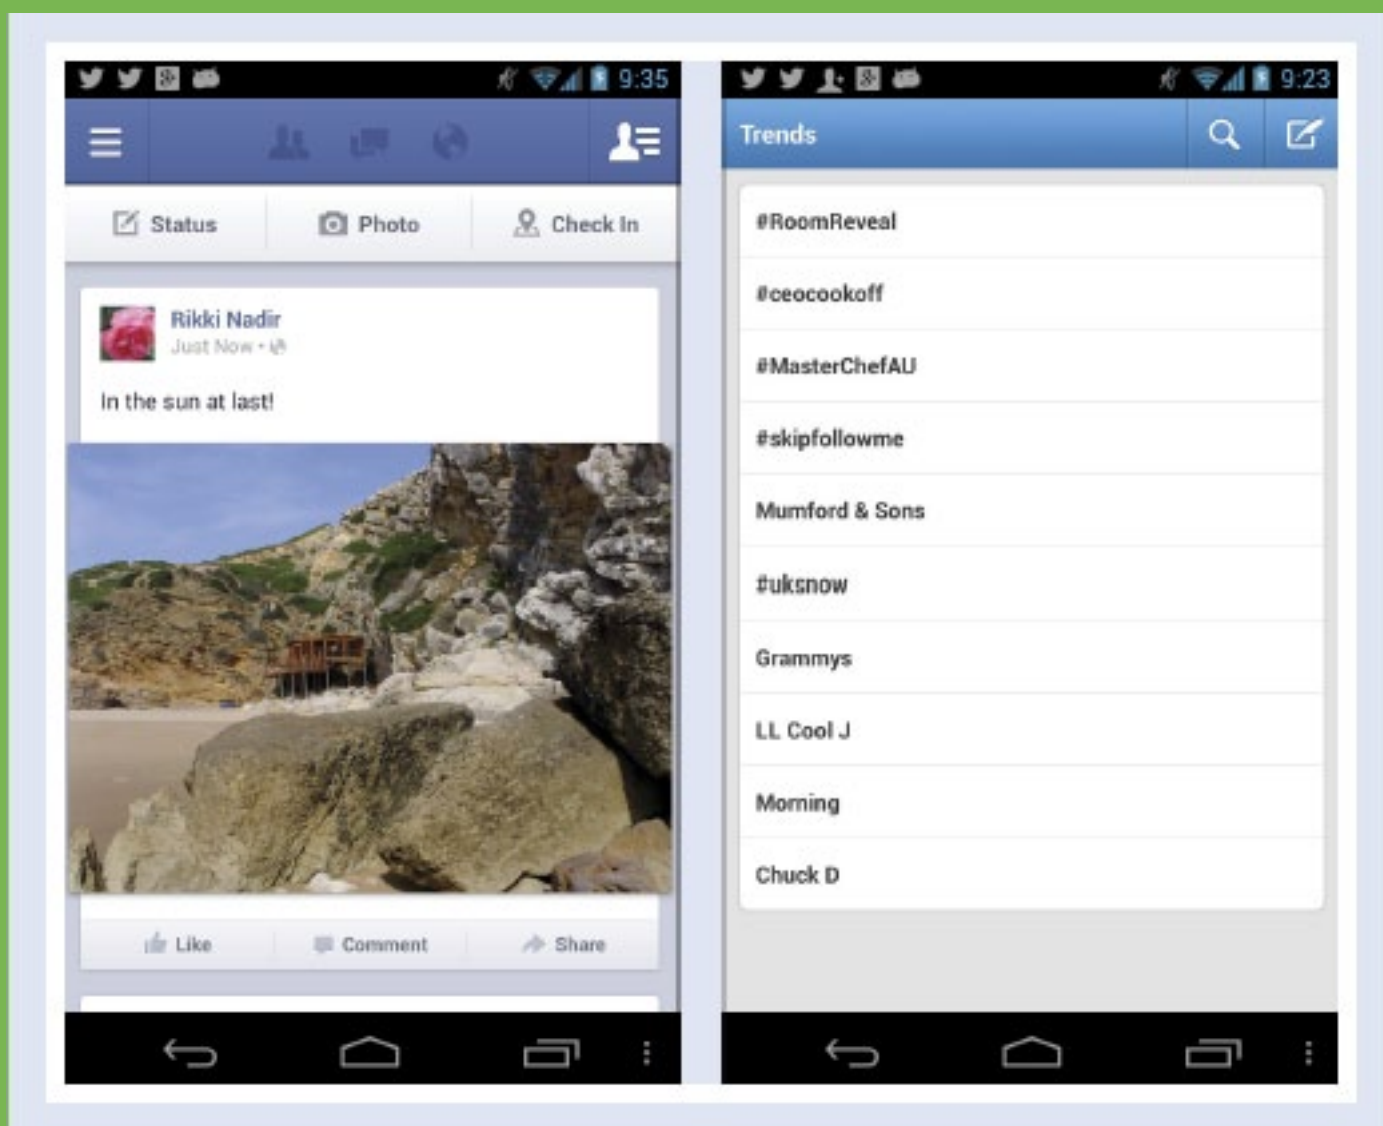 9:35
Status Photo Check In
Rikki Nadir
Just Now
In the sun at last!
Like Comment Share
9:23
Trends
#RoomReveal
#ceocookoff
#MasterChefAU
#skipfollowme
Mumford & Sons
#uksnow
Grammys
LL Cool J
Morning
Chuck D